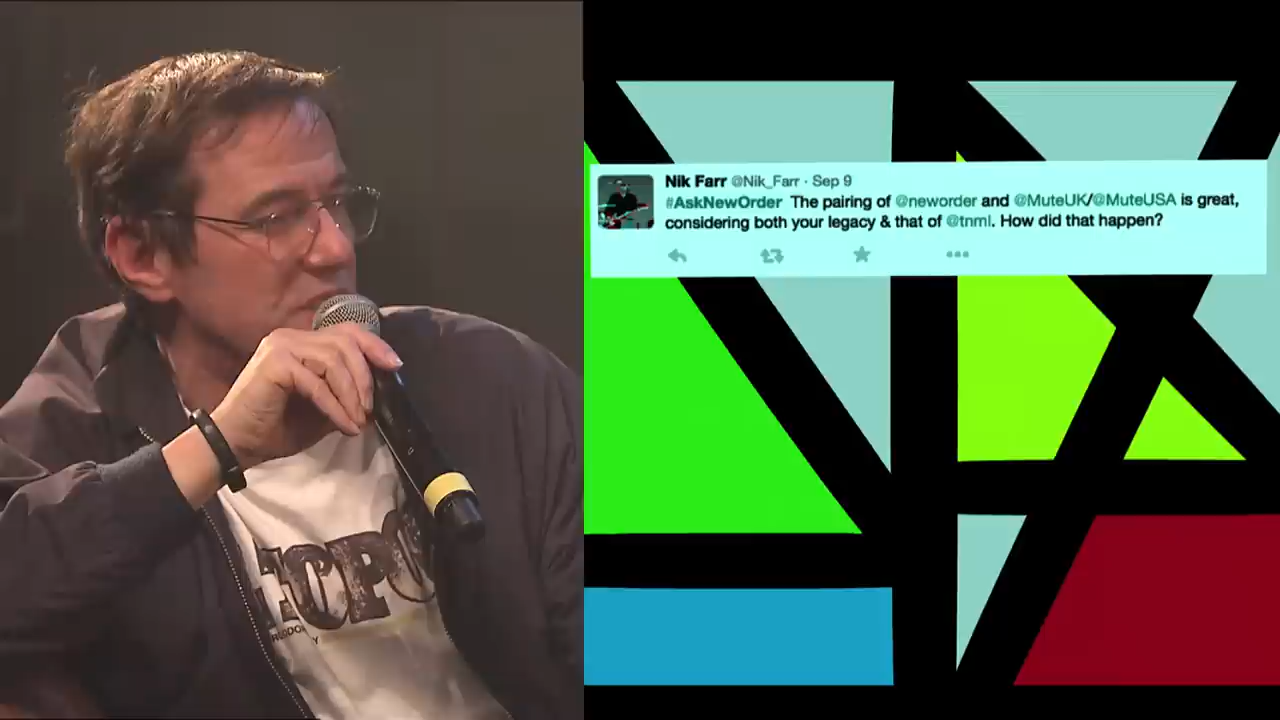 Nik Farr @Nik_Farr · Sep 9
#AskNewOrder The pairing of @neworder and @MuteUK/@MuteUSA is great,
considering both your legacy & that of @tnml. How did that happen?